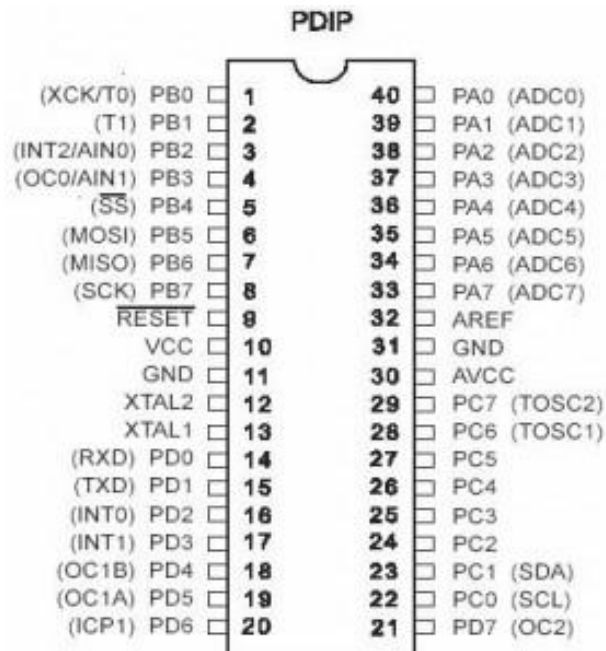 PDIP
(XCK/T0) PB0 1 40 PA0 (ADC0)
(T1) PB1 2 39 PA1 (ADC1)
(INT2/AIN0) PB2 3 38 PA2 (ADC2)
(OC0/AIN1) PB3 4 37 PA3 (ADC3)
(SS) PB4 5 36 PA4 (ADC4)
(MOSI) PB5 6 35 PA5 (ADC5)
(MISO) PB6 7 34 PA6 (ADC6)
(SCK) PB7 8 33 PA7 (ADC7)
RESET 9 32 AREF
VCC 10 31 GND
GND 11 30 AVCC
XTAL2 12 29 PC7 (TOSC2)
XTAL1 13 28 PC6 (TOSC1)
(RXD) PD0 14 27 PC5
(TXD) PD1 15 26 PC4
(INT0) PD2 16 25 PC3
(INT1) PD3 17 24 PC2
(OC1B) PD4 18 23 PC1 (SDA)
(OC1A) PD5 19 22 PC0 (SCL)
(ICP1) PD6 20 21 PD7 (OC2)